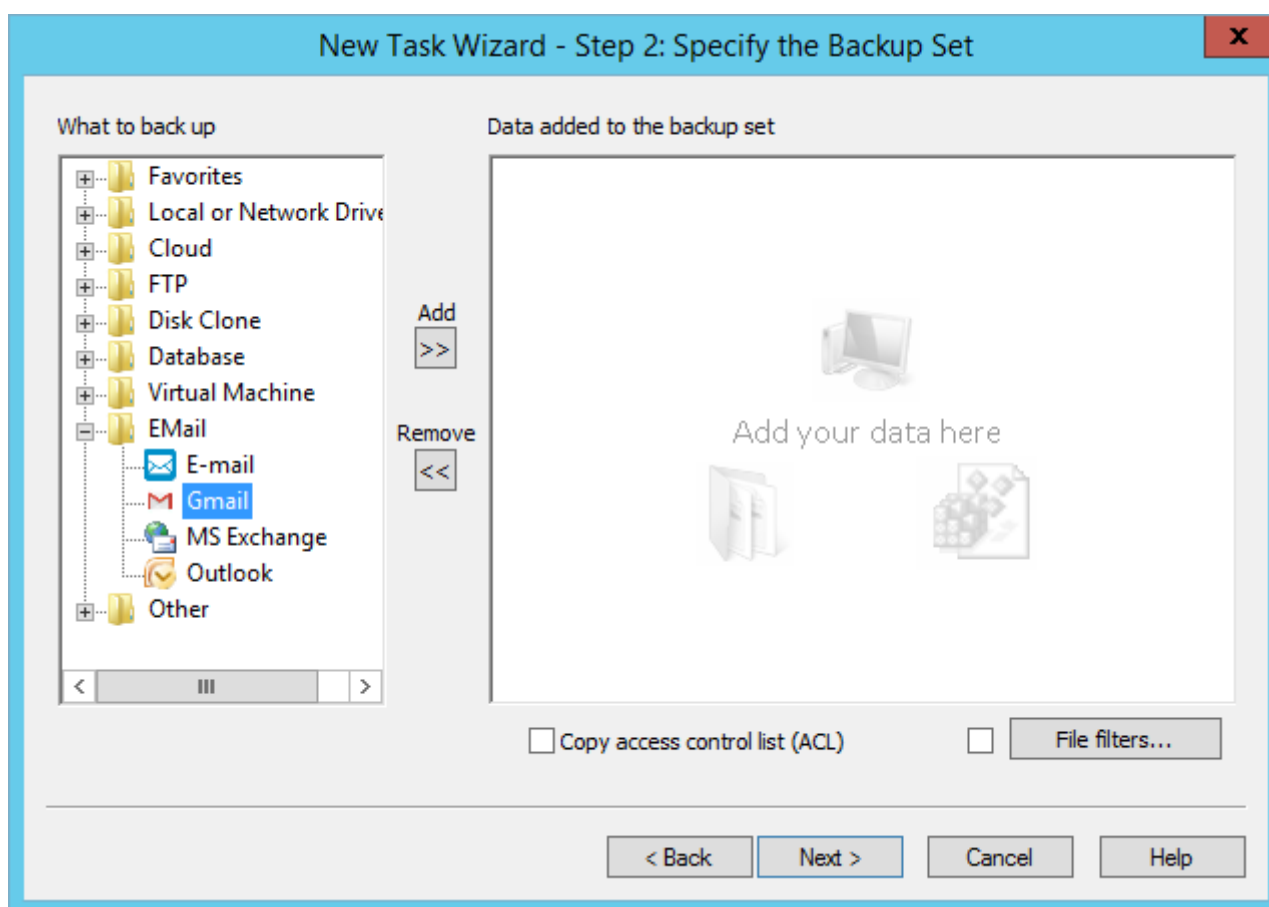 New Task Wizard - Step 2: Specify the Backup Set
x
What to back up
Data added to the backup set
Favorites
Local or Network Drive
Cloud
FTP
Disk Clone
Database
Virtual Machine
EMail
E-mail
Gmail
MS Exchange
Outlook
Other
Add
>>
Remove
<<
Add your data here
Copy access control list (ACL)
File filters...
< Back
Next >
Cancel
Help